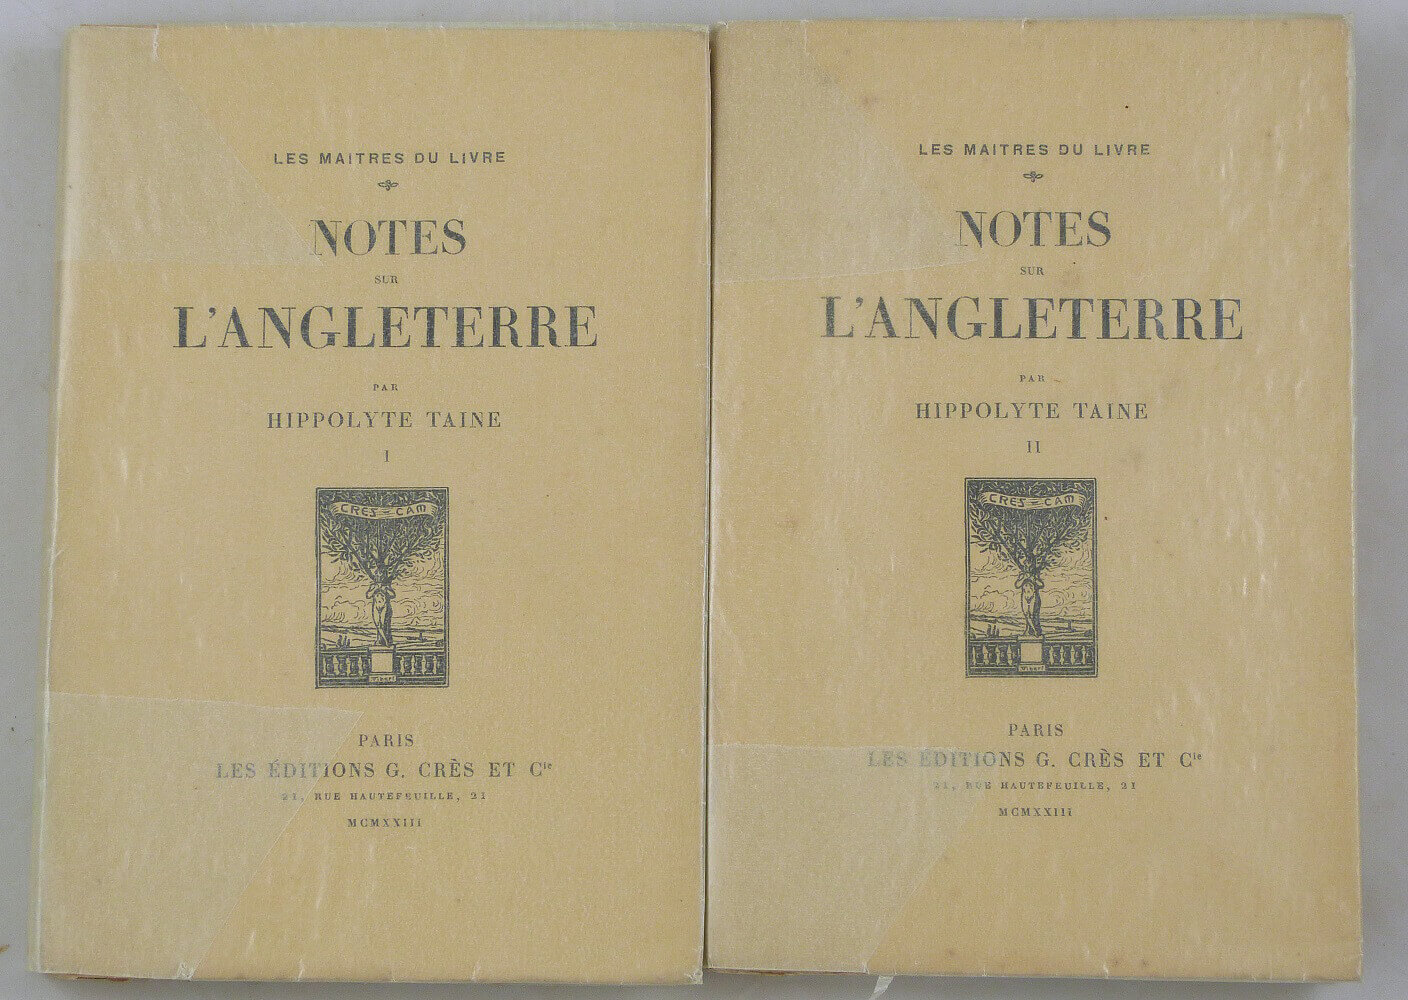 LES MAITRES DU LIVRE
NOTES
SUR
L'ANGLETERRE
PAR
HIPPOLYTE TAINE
I
CRES-CAM
PARIS
LES ÉDITIONS G. CRÈS ET Cie
21, RUE HAUTEFEUILLE, 21
MCMXXIII
LES MAITRES DU LIVRE
NOTES
SUR
L'ANGLETERRE
PAR
HIPPOLYTE TAINE
II
CRES-CAM
PARIS
LES ÉDITIONS G. CRÈS ET Cie
21, RUE HAUTEFEUILLE, 21
MCMXXIII